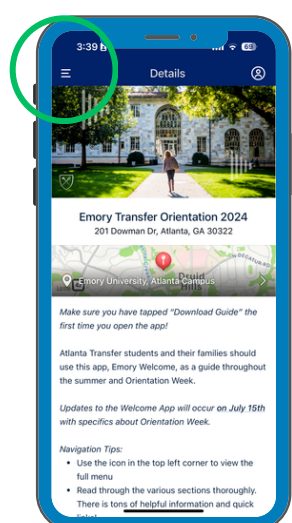 3:39
69
Details
Emory Transfer Orientation 2024
201 Dowman Dr, Atlanta, GA 30322
W DECATUR
Druid
Hill
Emory University, Atlanta Campus
Make sure you have tapped "Download Guide" the
first time you open the app!
Atlanta Transfer students and their families should
use this app, Emory Welcome, as a guide throughout
the summer and Orientation Week.
Updates to the Welcome App will occur on July 15th
with specifics about Orientation Week.
Navigation Tips:
• Use the icon in the top left corner to view the
full menu
• Read through the various sections thoroughly.
There is tons of helpful information and quick
links!